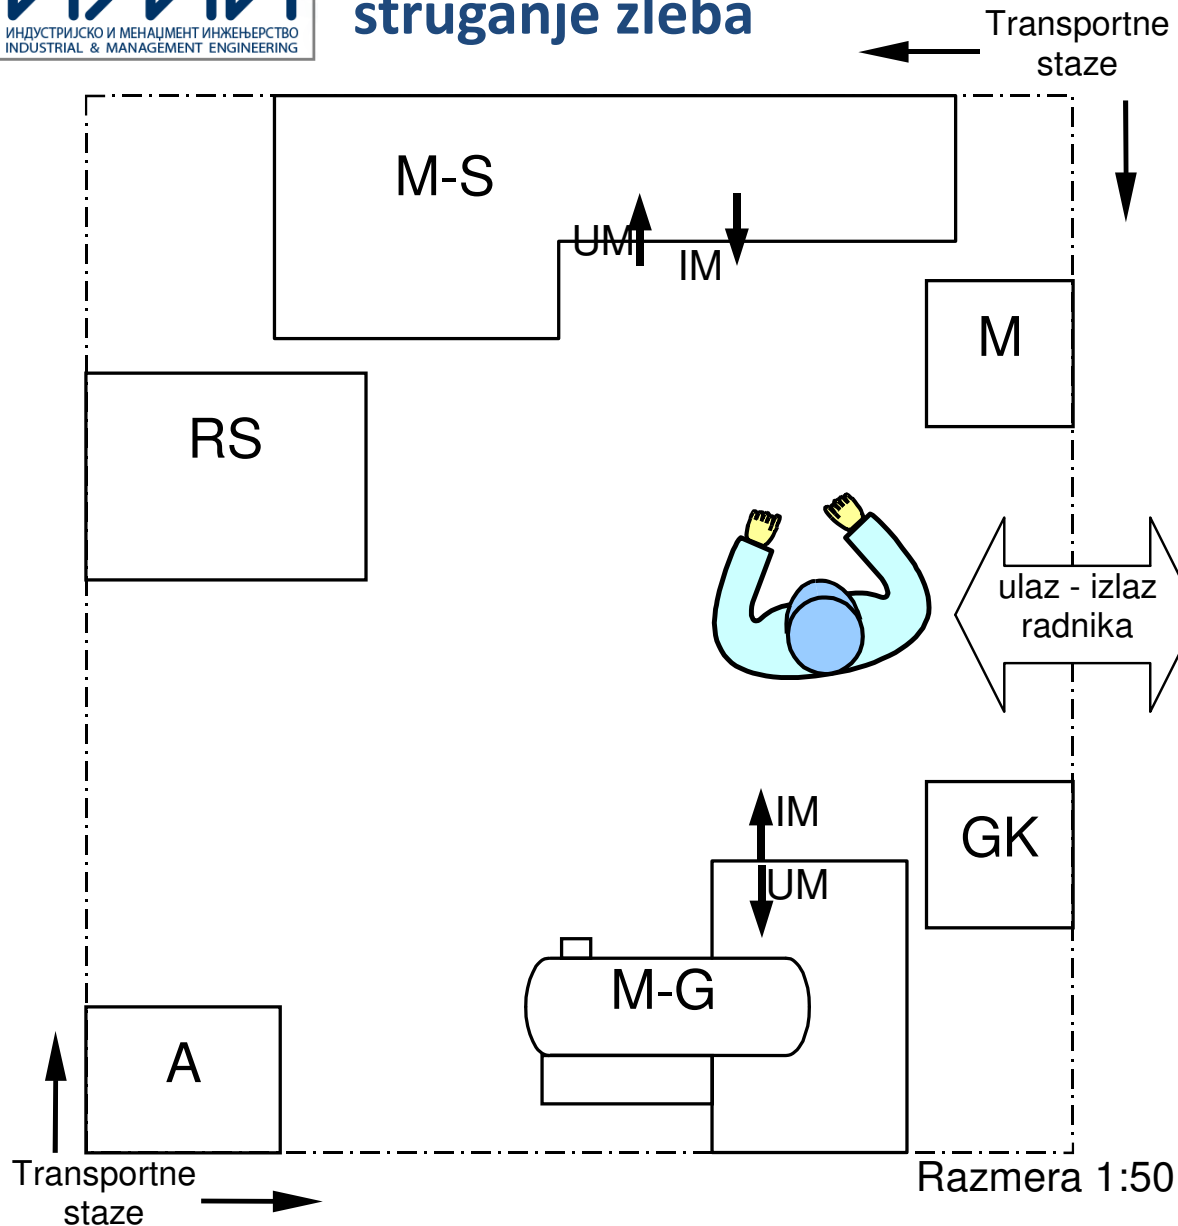 ИНДУСТРИЈСКО И МЕНАЏМЕНТ ИНЖЕЊЕРСТВО
INDUSTRIAL & MANAGEMENT ENGINEERING
struganje zleba
Transportne
staze
M-S
UM
IM
M
RS
ulaz - izlaz
radnika
IM
GK
UM
M-G
A
Transportne
staze
Razmera 1:50